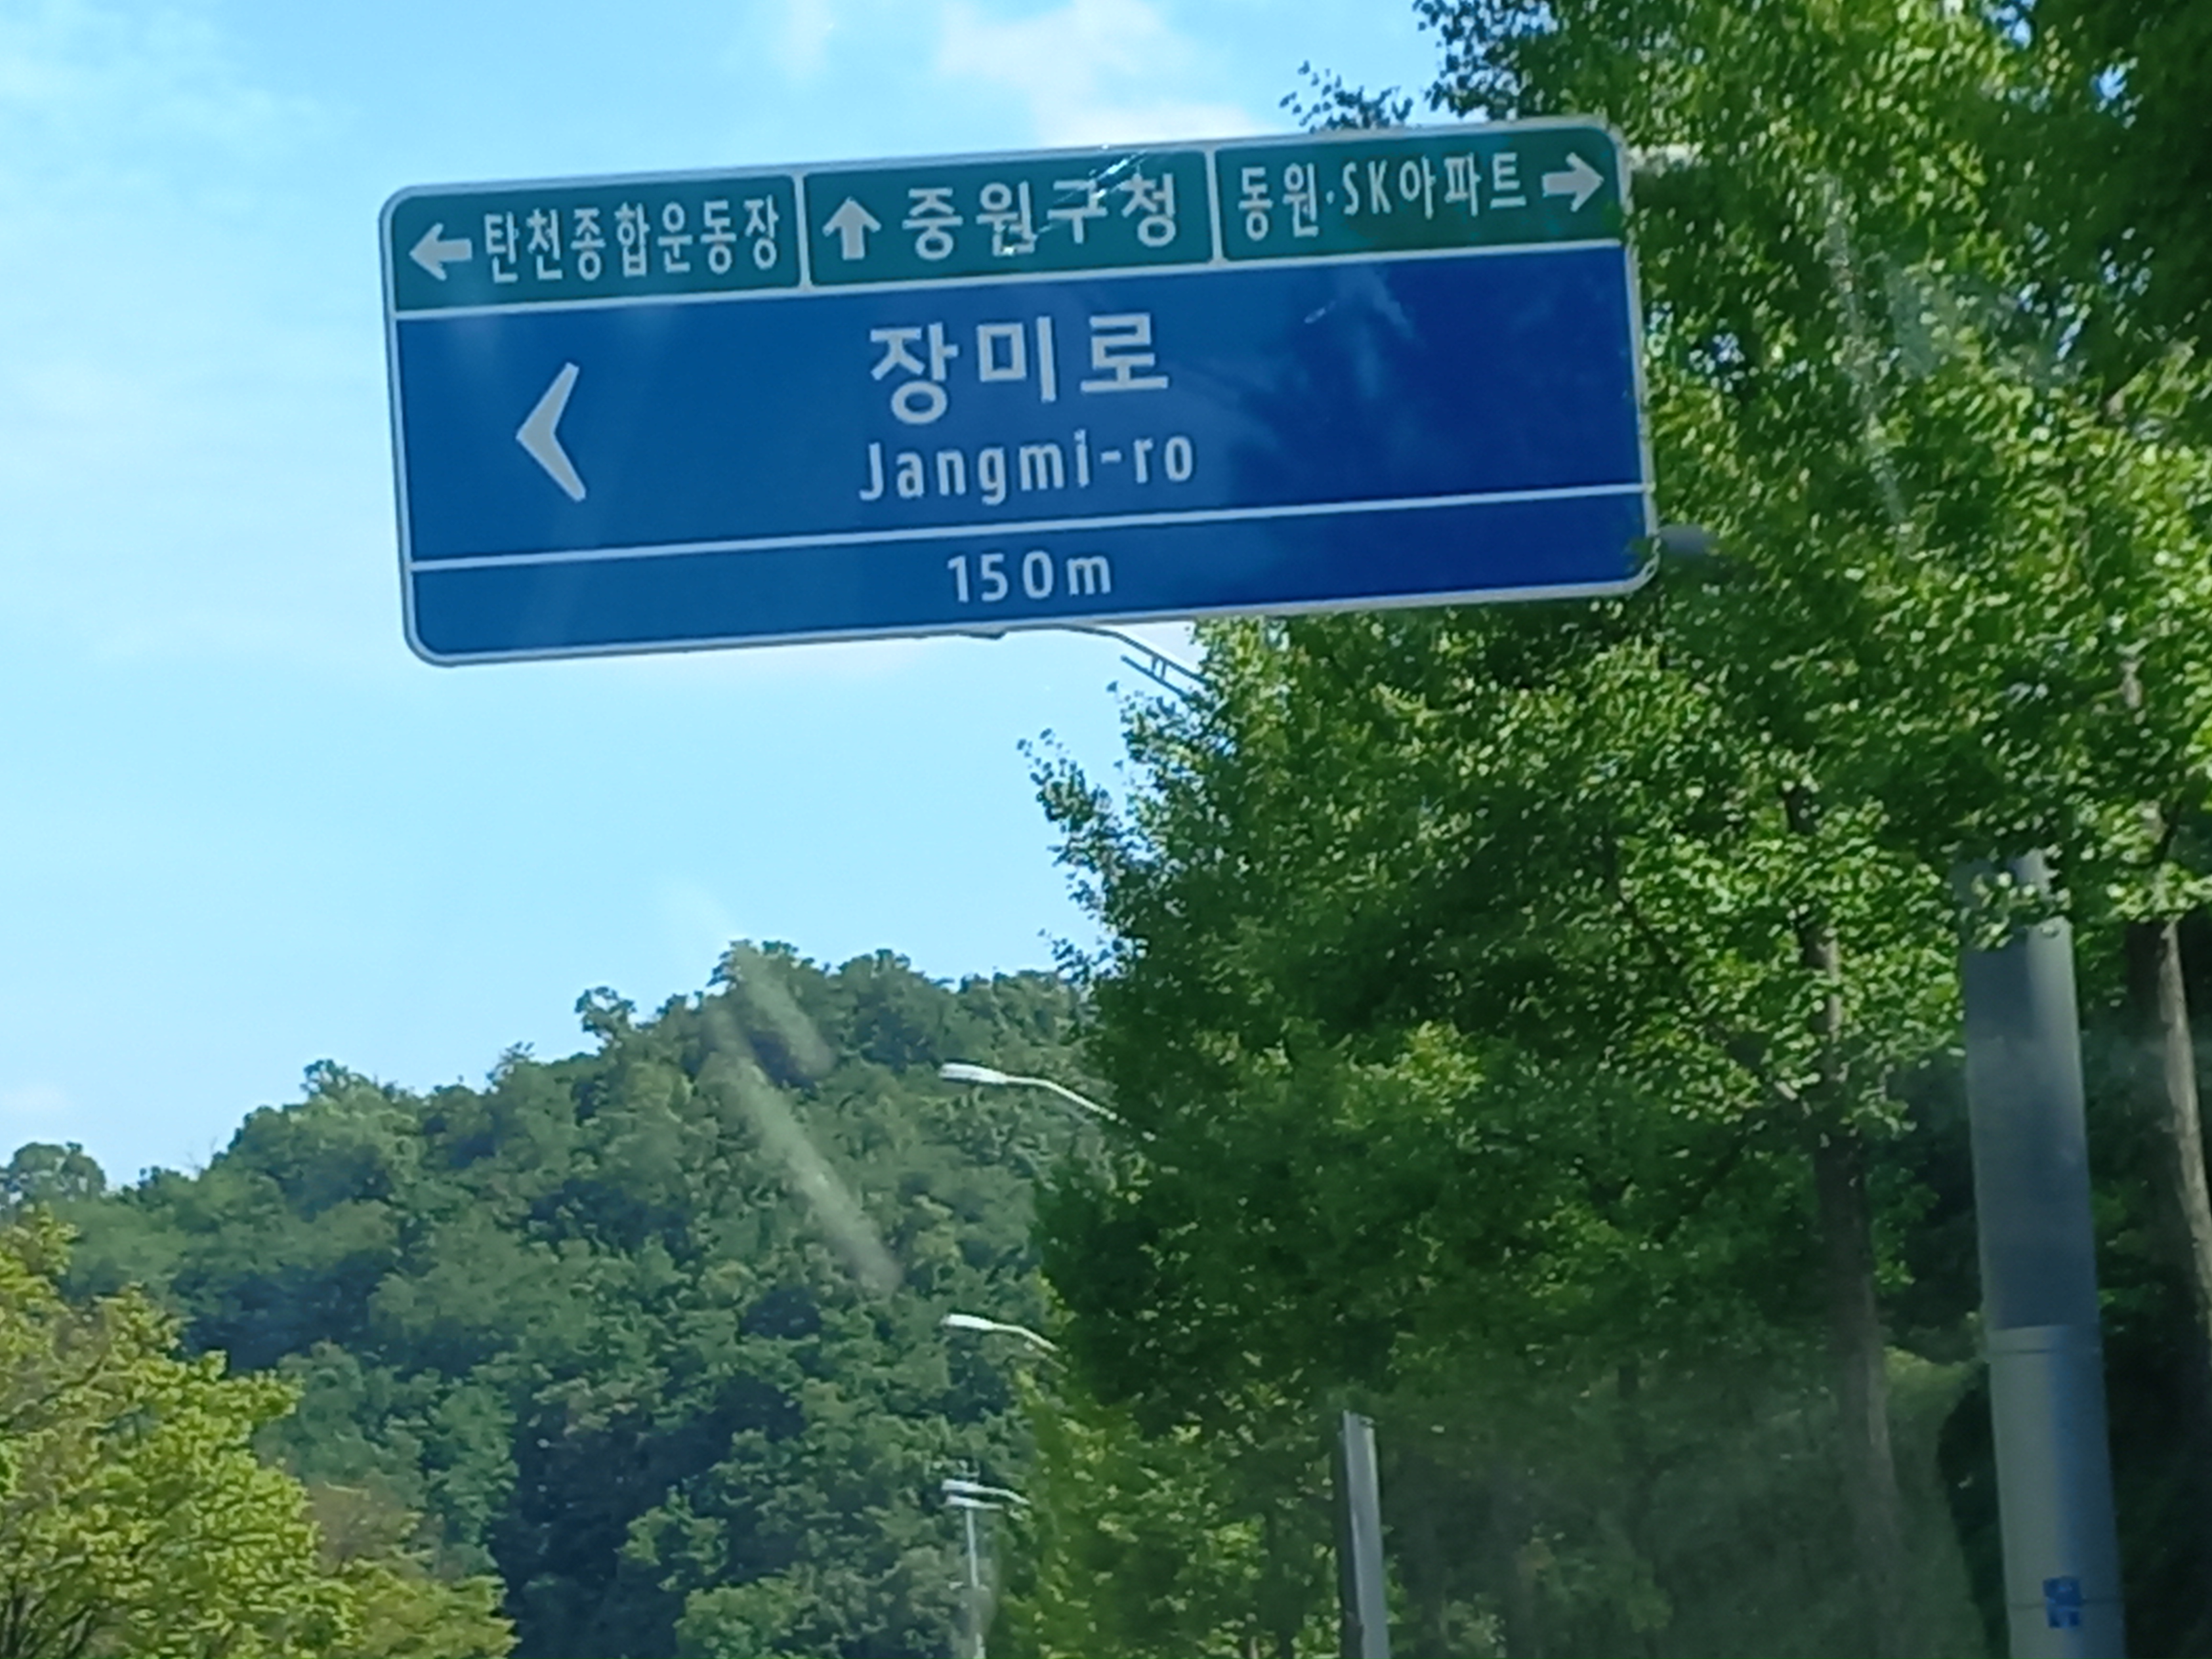 ← 탄천종합운동장
↑ 중원구청
동원·SK아파트 →
장미로
Jangmi-ro
150m